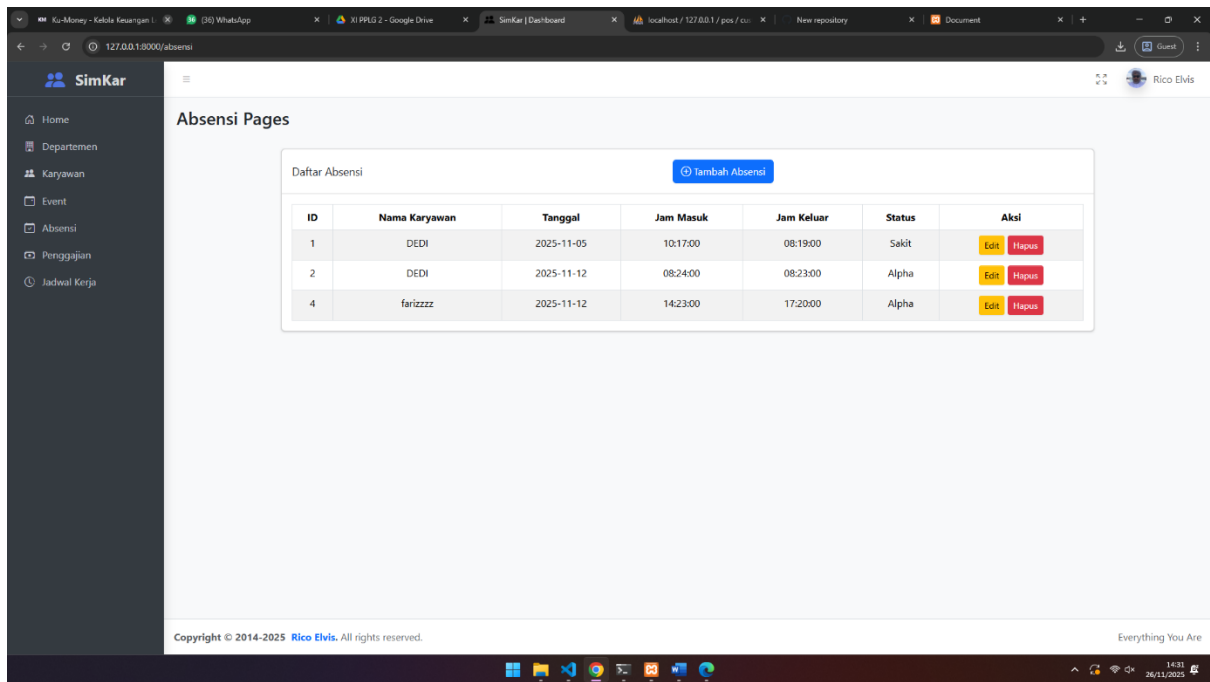 KM Ku-Money - Kelola Keuangan L
36 (36) WhatsApp
XI PPLG 2 - Google Drive
SimKar | Dashboard
localhost / 127.0.0.1 / pos / cus
New repository
Document
127.0.0.1:8000/absensi
Guest
SimKar
Rico Elvis
Home
Departemen
Karyawan
Event
Absensi
Penggajian
Jadwal Kerja
Absensi Pages
Daftar Absensi
Tambah Absensi
ID Nama Karyawan Tanggal Jam Masuk Jam Keluar Status Aksi
1 DEDI 2025-11-05 10:17:00 08:19:00 Sakit Edit Hapus
2 DEDI 2025-11-12 08:24:00 08:23:00 Alpha Edit Hapus
4 farizzzz 2025-11-12 14:23:00 17:20:00 Alpha Edit Hapus
Copyright © 2014-2025 Rico Elvis. All rights reserved.
Everything You Are
14:31
26/11/2025